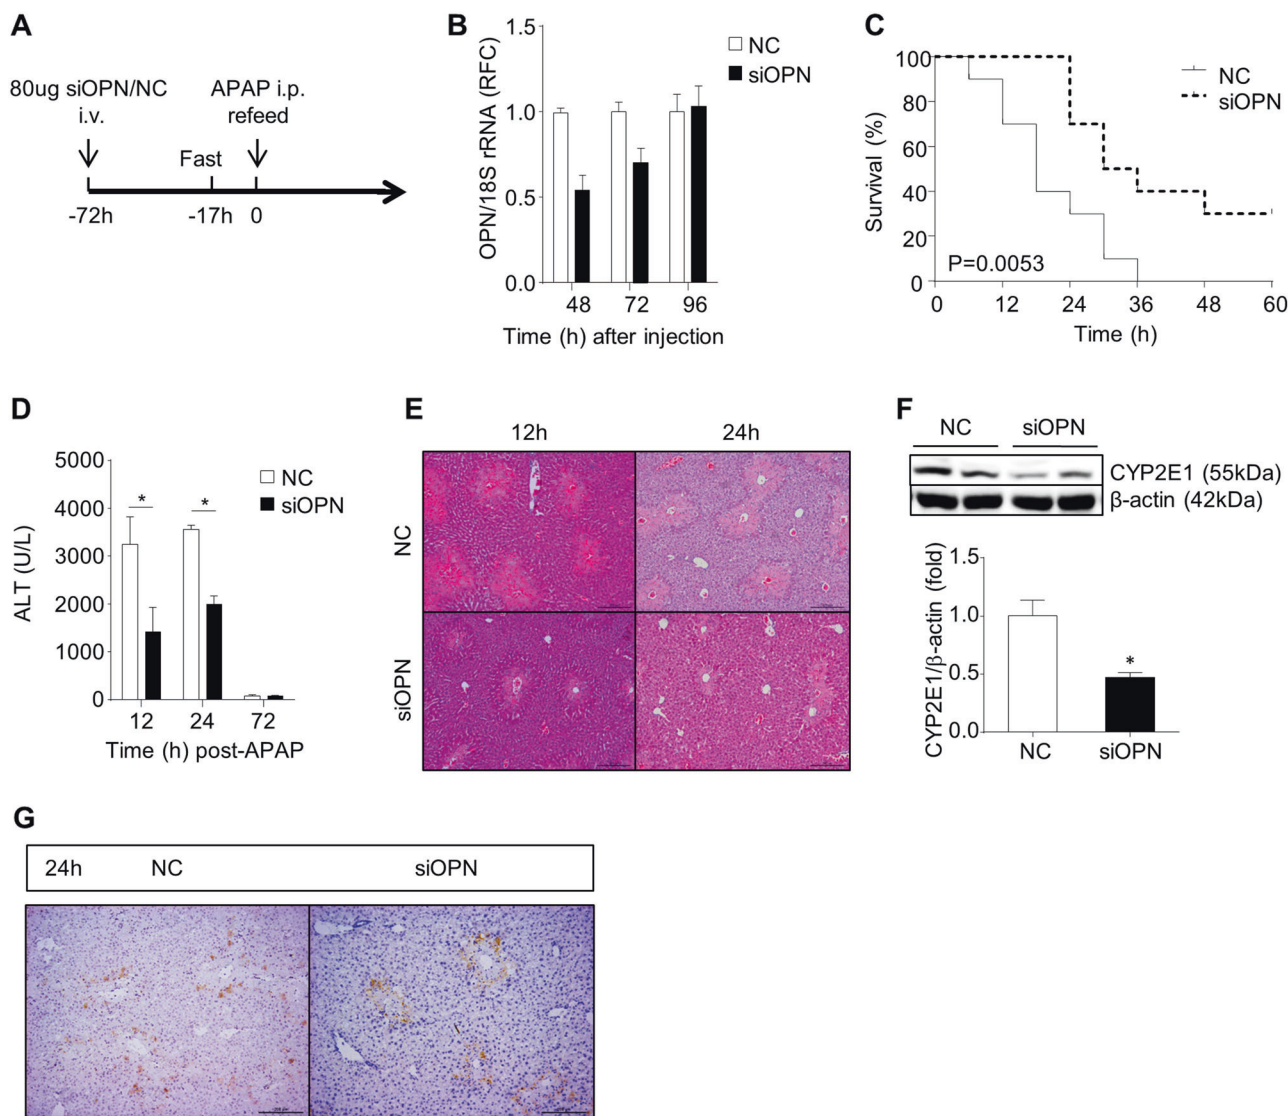 A
80ug siOPN/NC
i.v.
APAP i.p.
refeed
Fast
-72h
-17h
0
B
OPN/18S rRNA (RFC)
1.5
1.0
0.5
0.0
48
72
96
Time (h) after injection
NC
siOPN
C
Survival (%)
100
80
60
40
20
0
P=0.0053
0
12
24
36
48
60
Time (h)
NC
siOPN
D
ALT (U/L)
5000
4000
3000
2000
1000
0
*
*
12
24
72
Time (h) post-APAP
NC
siOPN
E
12h
24h
NC
siOPN
F
NC
siOPN
CYP2E1 (55kDa)
β-actin (42kDa)
CYP2E1/β-actin (fold)
1.5
1.0
0.5
0.0
*
NC
siOPN
G
24h
NC
siOPN